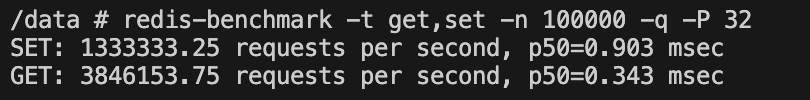 /data # redis-benchmark -t get,set -n 100000 -q -P 32
SET: 1333333.25 requests per second, p50=0.903 msec
GET: 3846153.75 requests per second, p50=0.343 msec